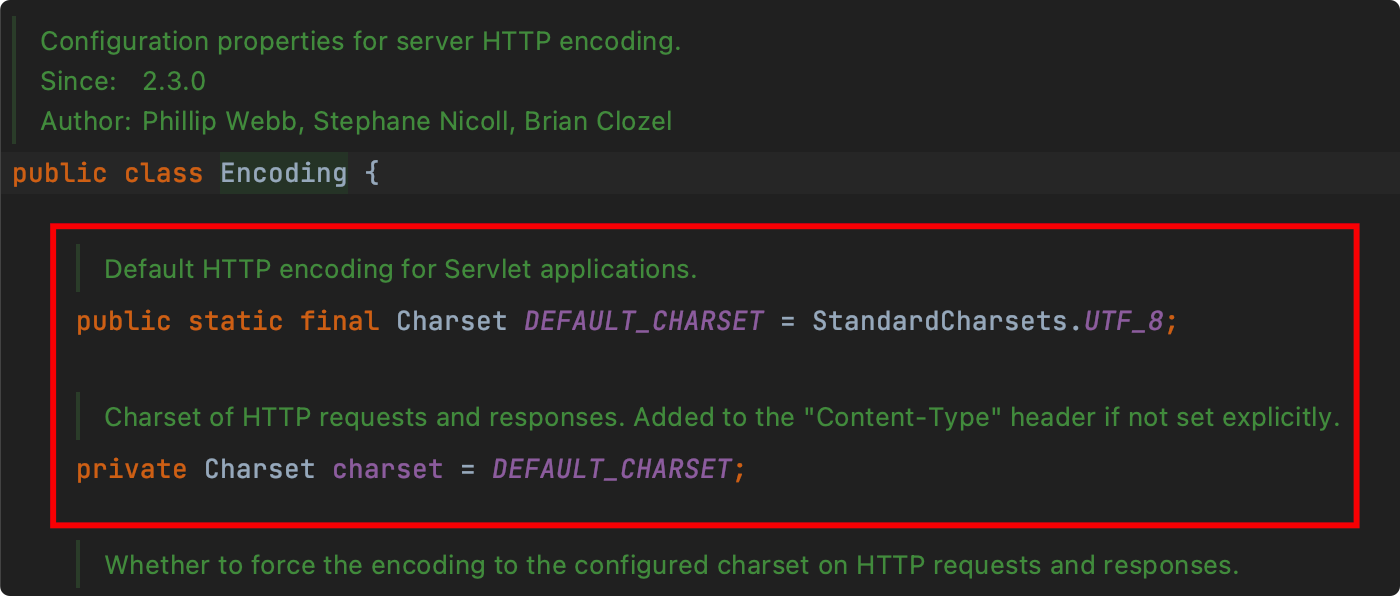 Configuration properties for server HTTP encoding.
Since: 2.3.0
Author: Phillip Webb, Stephane Nicoll, Brian Clozel
public class Encoding {
Default HTTP encoding for Servlet applications.
public static final Charset DEFAULT_CHARSET = StandardCharsets.UTF_8;
Charset of HTTP requests and responses. Added to the "Content-Type" header if not set explicitly.
private Charset charset = DEFAULT_CHARSET;
Whether to force the encoding to the configured charset on HTTP requests and responses.